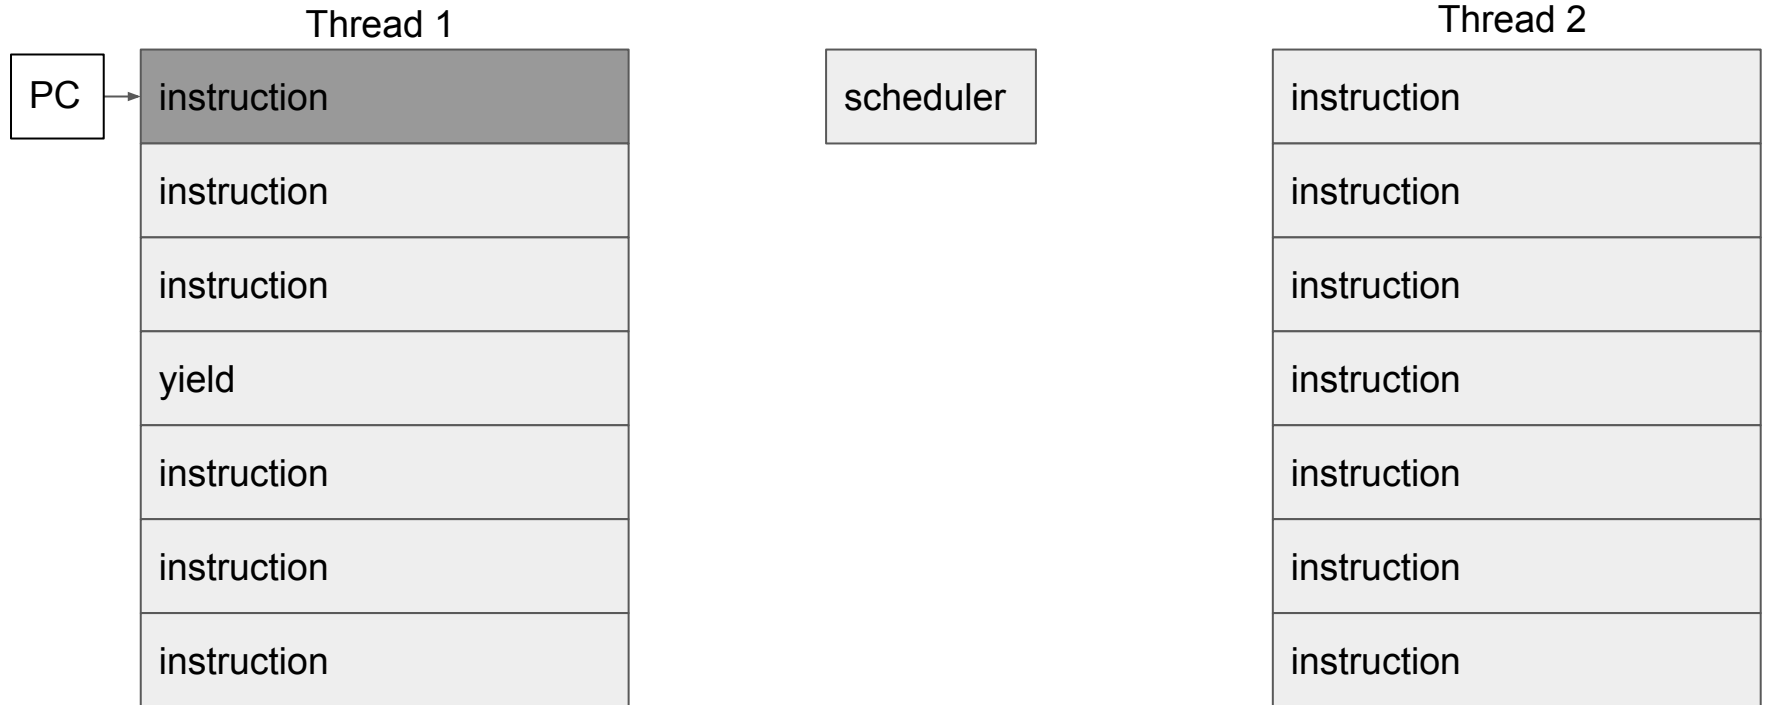 Thread 1
Thread 2
PC
instruction
scheduler
instruction
instruction
instruction
instruction
instruction
yield
instruction
instruction
instruction
instruction
instruction
instruction
instruction